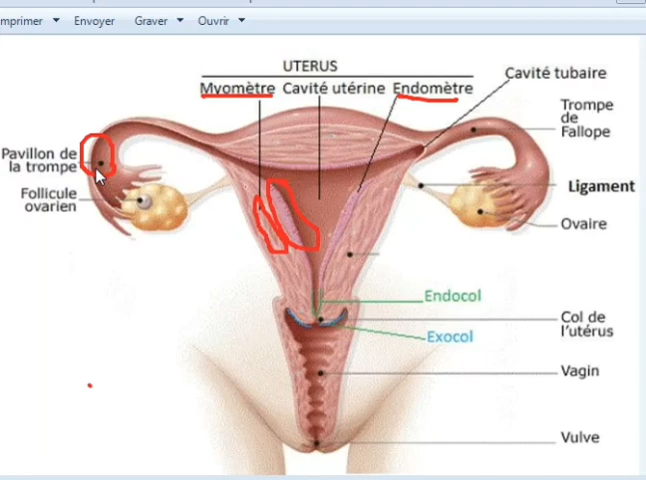 mprimer Envoyer Graver Ouvrir
UTERUS
Myomètre Cavité utérine Endomètre
Cavité tubaire
Trompe
de
Fallope
Pavillon de
la trompe
Follicule
ovarien
Ligament
Ovaire
Endocol
Col de
l'utérus
Exocol
Vagin
Vulve